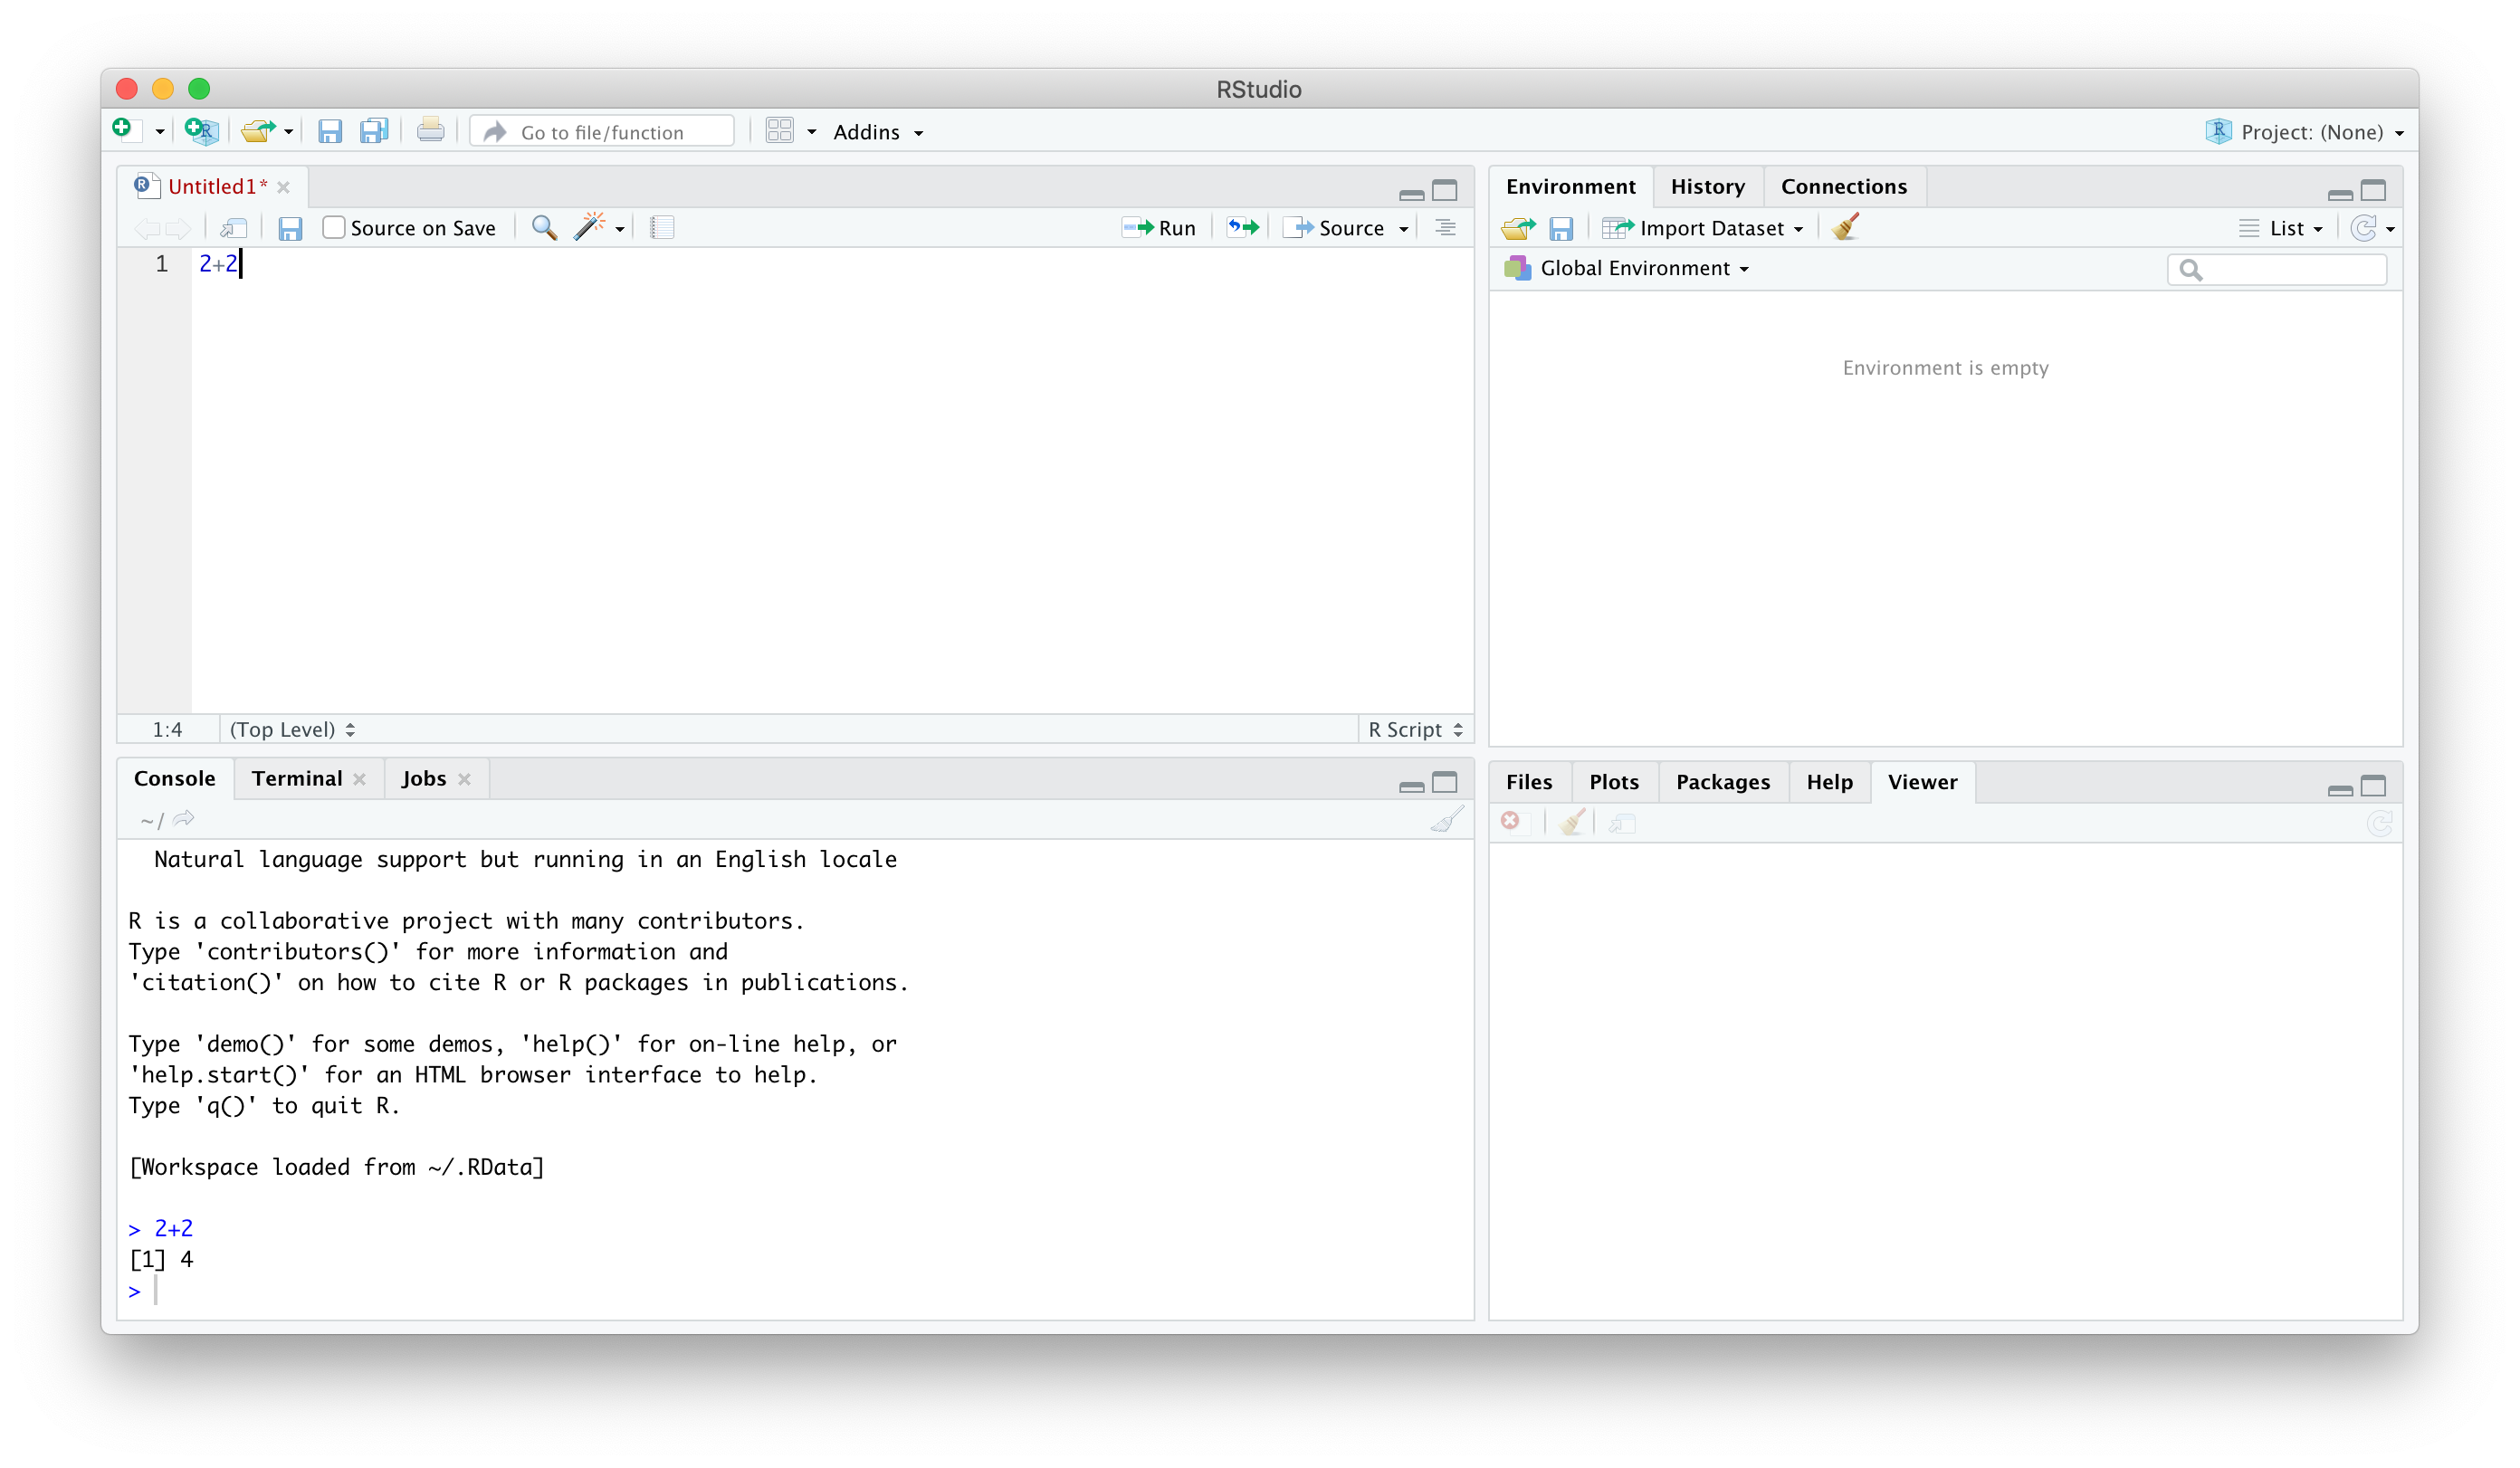 RStudio
Go to file/function
Addins
Project: (None)
Untitled1*
Source on Save
Run
Source
1
2+2
1:4
(Top Level)
R Script
Environment
History
Connections
Import Dataset
List
Global Environment
Environment is empty
Console
Terminal
Jobs
~/
Natural language support but running in an English locale
R is a collaborative project with many contributors.
Type 'contributors()' for more information and
'citation()' on how to cite R or R packages in publications.
Type 'demo()' for some demos, 'help()' for on-line help, or
'help.start()' for an HTML browser interface to help.
Type 'q()' to quit R.
[Workspace loaded from ~/.RData]
> 2+2
[1] 4
>
Files
Plots
Packages
Help
Viewer